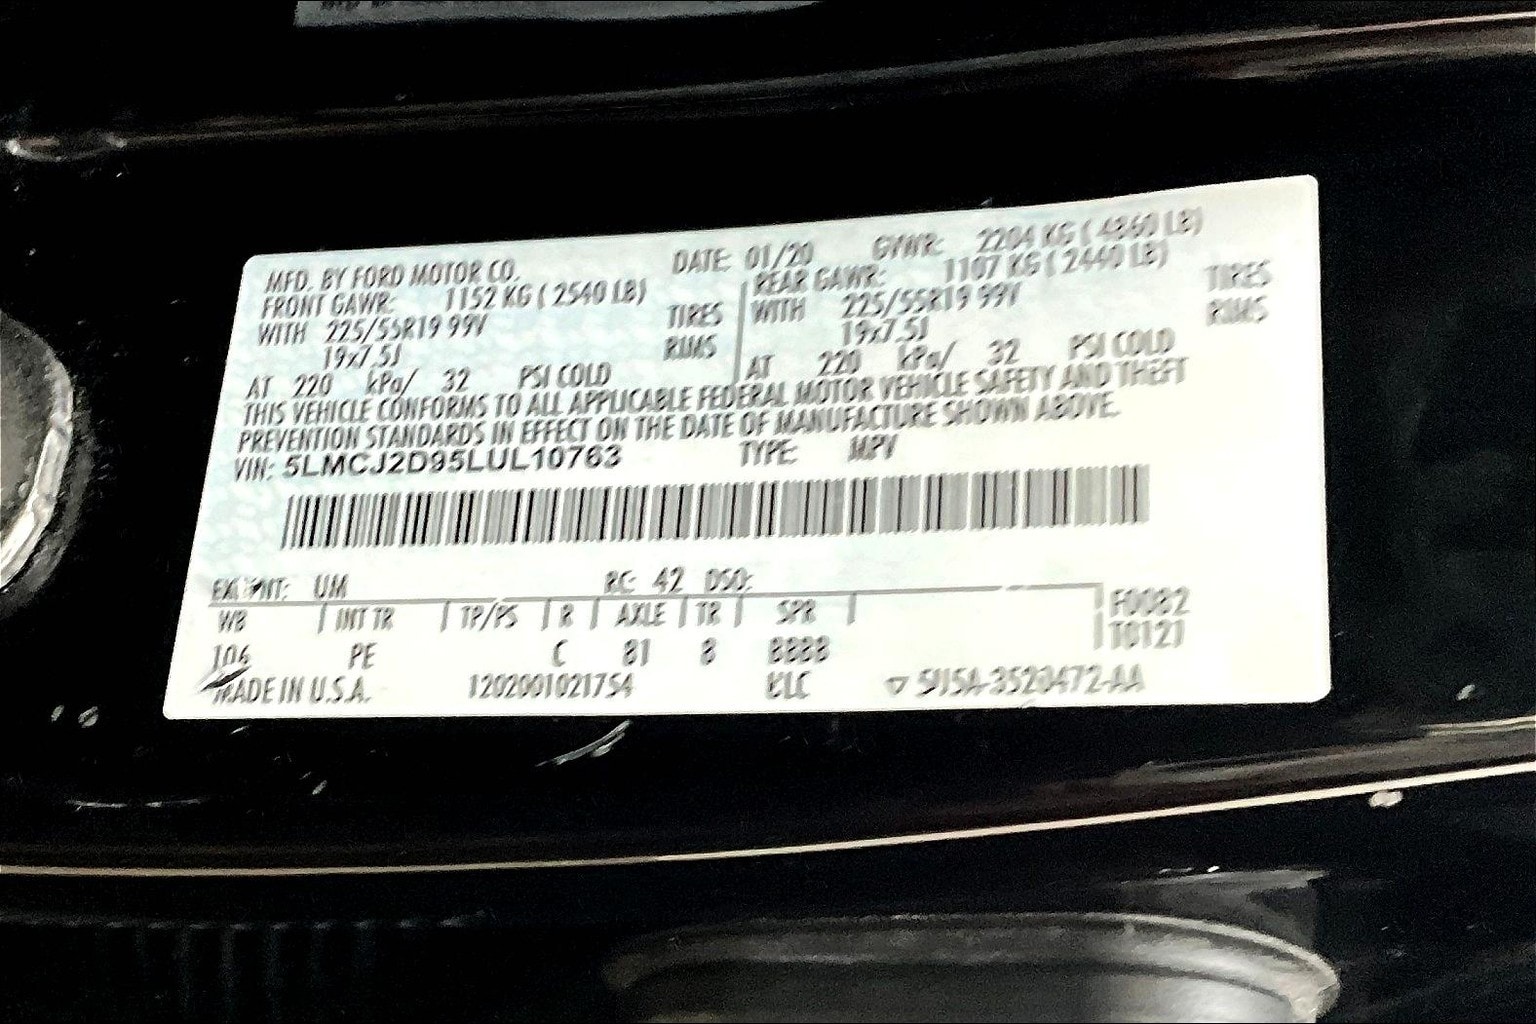 MFD. BY FORD MOTOR CO. DATE: 01/20 GVWR: 2204 KG ( 4860 LB)
FRONT GAWR: 1152 KG ( 2540 LB) REAR GAWR: 1107 KG ( 2440 LB)
WITH 225/55R19 99V TIRES WITH 225/55R19 99V TIRES
19x7.5J RIMS 19x7.5J RIMS
AT 220 kPa/ 32 PSI COLD AT 220 kPa/ 32 PSI COLD
THIS VEHICLE CONFORMS TO ALL APPLICABLE FEDERAL MOTOR VEHICLE SAFETY AND THEFT
PREVENTION STANDARDS IN EFFECT ON THE DATE OF MANUFACTURE SHOWN ABOVE.
VIN: 5LMCJ2D95LUL10763 TYPE: MPV
EXT PNT: UM RC: 42 DSO:
WB INT TR TP/PS R AXLE TR SPR F0082
106 PE C 81 8 8888 T0121
MADE IN U.S.A. 1202001021754 ▽